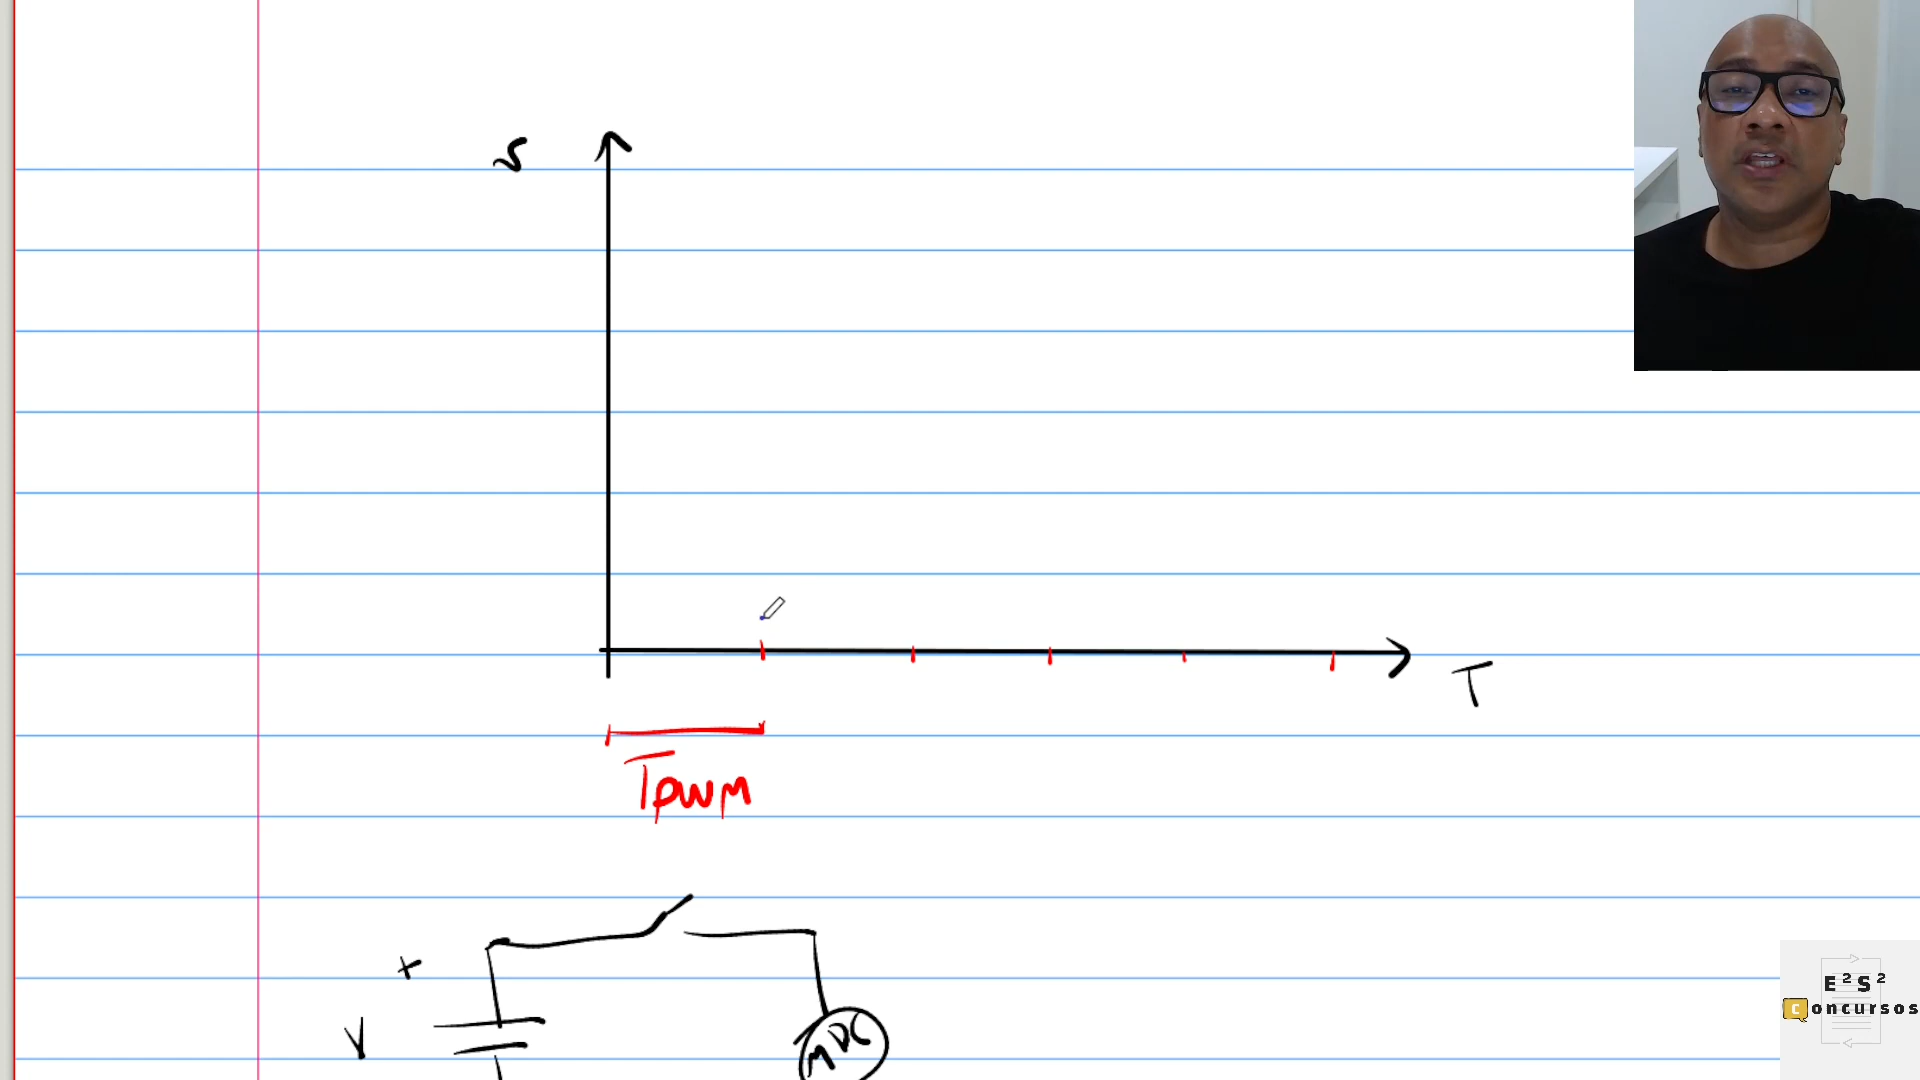 v
T
TPWM
+
V
MDC
E²S²
Concursos